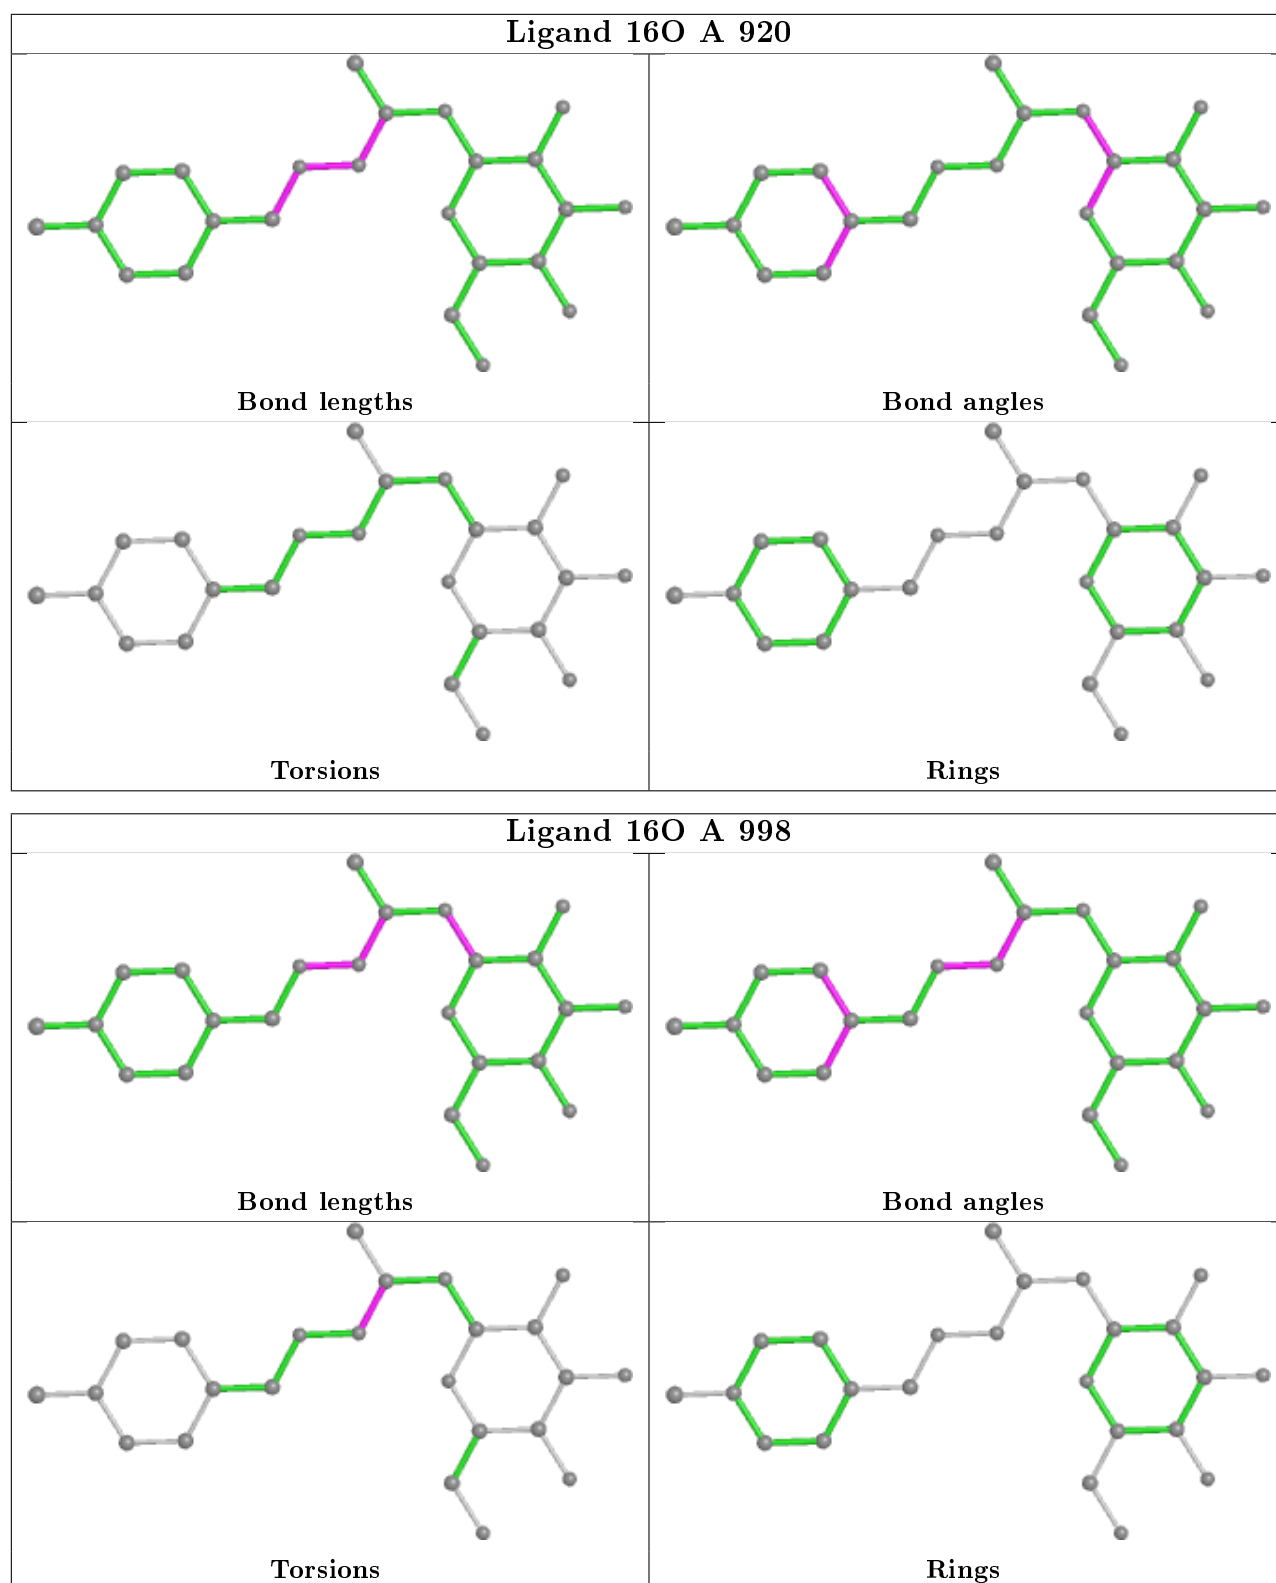 Ligand 16O A 920
Bond lengths
Bond angles
Torsions
Rings
Ligand 16O A 998
Bond lengths
Bond angles
Torsions
Rings